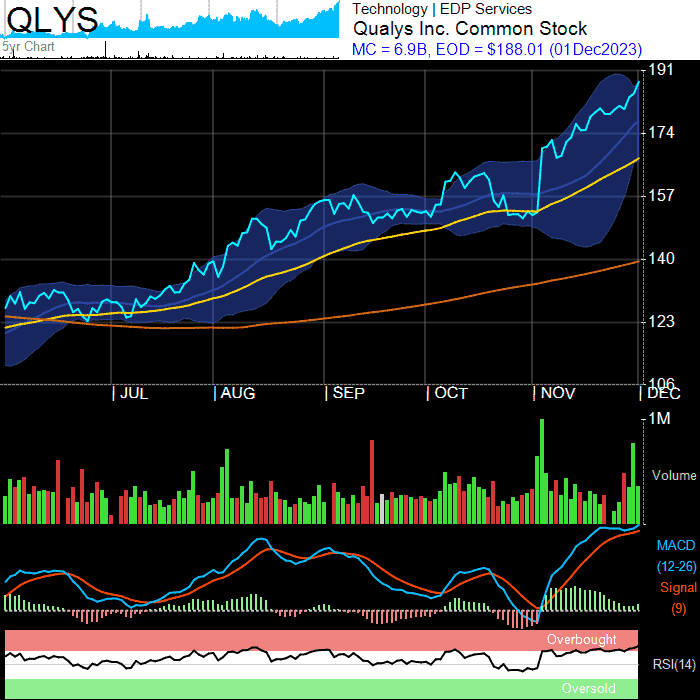 QLYS
5yr Chart
Technology | EDP Services
Qualys Inc. Common Stock
MC = 6.9B, EOD = $188.01 (01Dec2023)
191
174
157
140
123
106
JUL
AUG
SEP
OCT
NOV
DEC
1M
Volume
MACD
(12-26)
Signal
(9)
Overbought
RSI(14)
Oversold